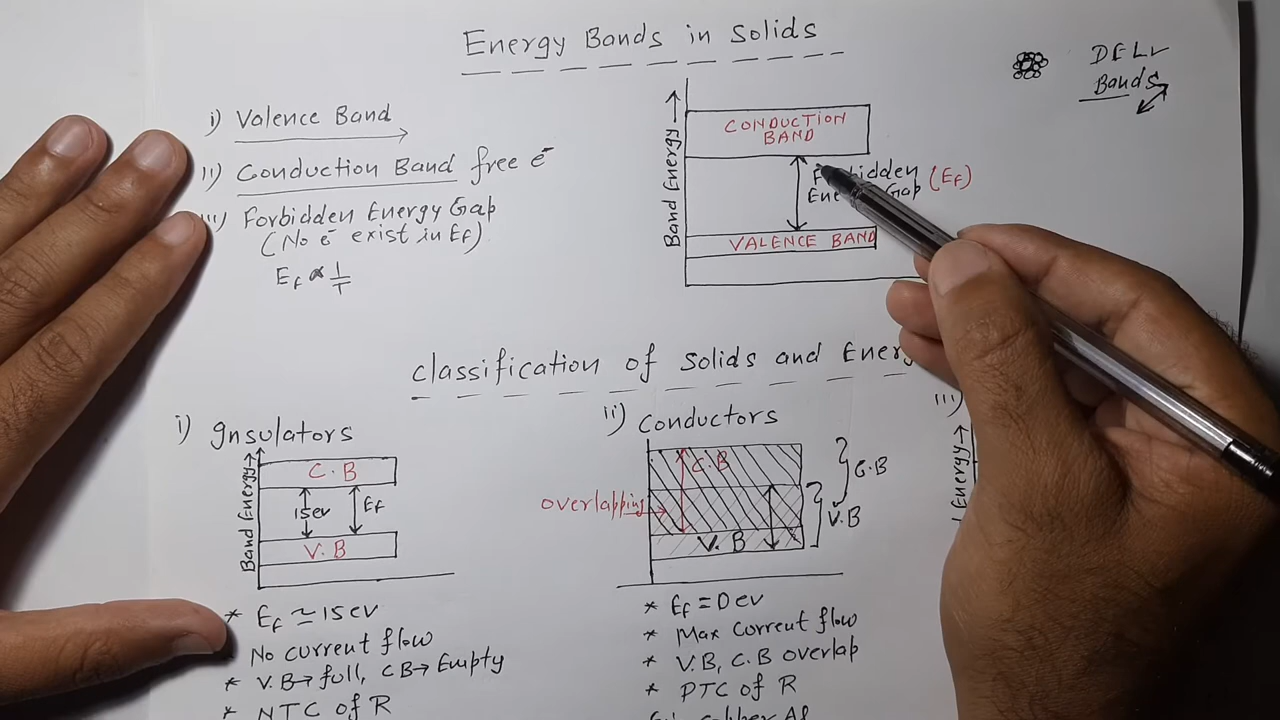 Energy Bands in Solids
DELr
Bands
i) Valence Band
ii) Conduction Band free e⁻
iii) Forbidden Energy Gap
(No e⁻ exist in Ef)
Ef ∝ 1/T
Band Energy →
CONDUCTION
BAND
Forbidden (Ef)
Gap
VALENCE BAND
classification of Solids and
i) Insulators
Band Energy →
C.B
15ev
Ef
V.B
* Ef ≃ 15ev
No current flow
* V.B → full, CB → Empty
* NTC of R
ii) Conductors
C.B
overlapping
V.B
C.B
V.B
* Ef = 0ev
* Max current flow
* V.B, C.B overlap
* PTC of R
iii)
Energy →